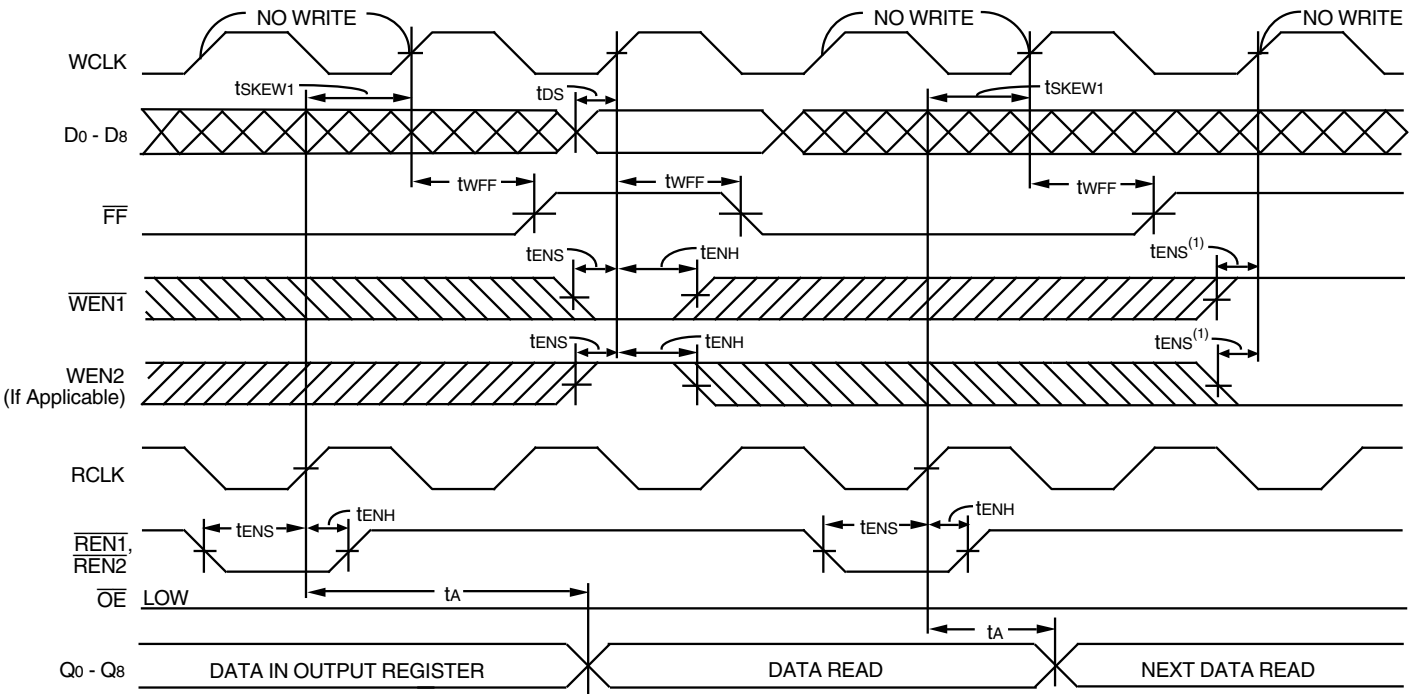 NO WRITE NO WRITE NO WRITE
WCLK
tSKEW1 tDS tSKEW1
D0 - D8
tWFF tWFF tWFF
FF
tENS tENH tENS(1)
WEN1
tENS tENH tENS(1)
WEN2
(If Applicable)
RCLK
tENS tENH tENS tENH
REN1,
REN2
OE LOW tA
tA
Q0 - Q8 DATA IN OUTPUT REGISTER DATA READ NEXT DATA READ